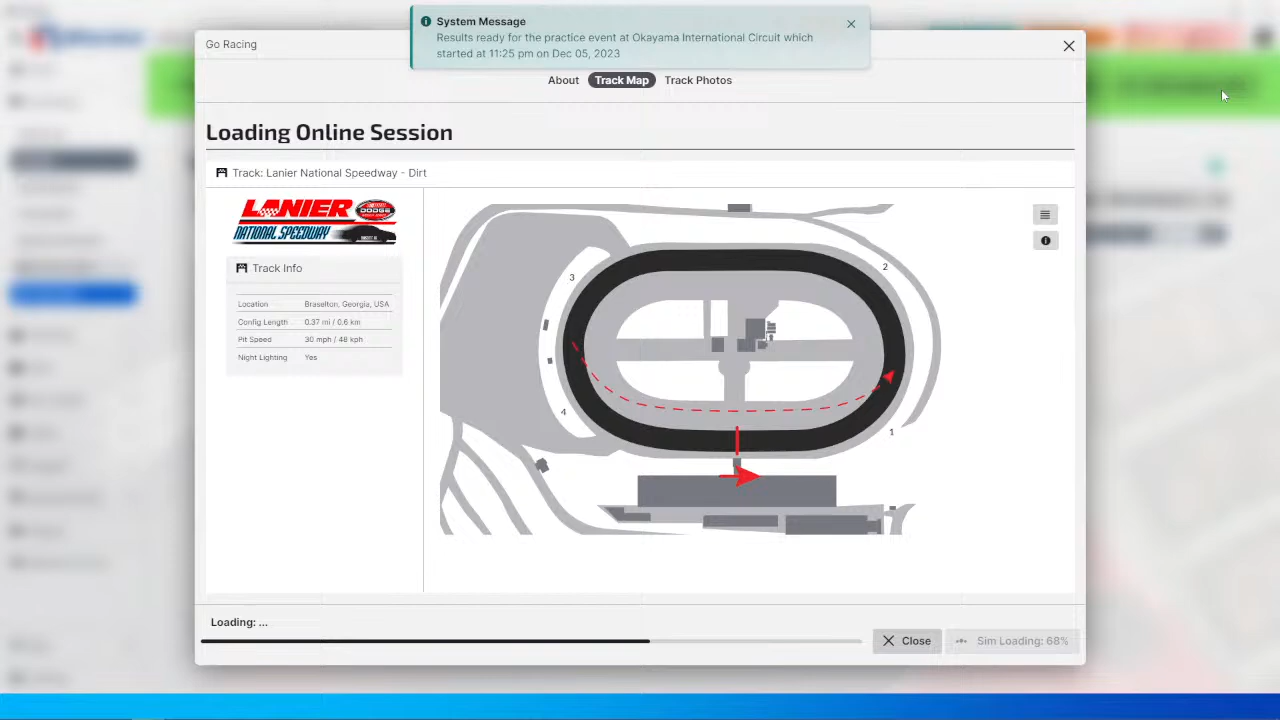 System Message
Results ready for the practice event at Okayama International Circuit which
started at 11:25 pm on Dec 05, 2023
Go Racing
About Track Map Track Photos
Loading Online Session
Track: Lanier National Speedway - Dirt
LANIER
DODGE
NATIONAL SPEEDWAY
Track Info
Location Braselton, Georgia, USA
Config Length 0.37 mi / 0.6 km
Pit Speed 30 mph / 48 kph
Night Lighting Yes
2
3
4
1
Loading: ...
Close
Sim Loading: 68%